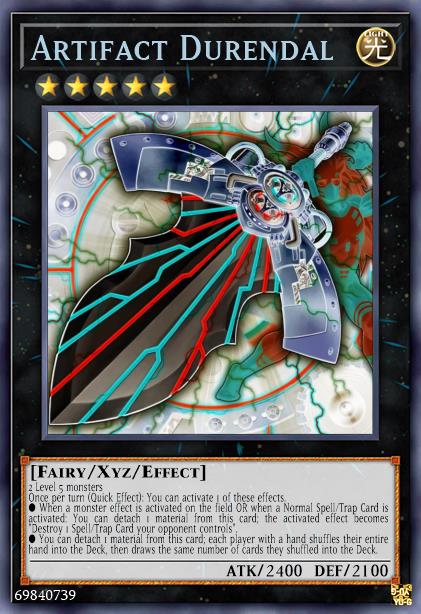 Artifact Durendal
LIGHT
光
[Fairy/Xyz/Effect]
2 Level 5 monsters
Once per turn (Quick Effect): You can activate 1 of these effects.
● When a monster effect is activated on the field OR when a Normal Spell/Trap Card is
activated: You can detach 1 material from this card; the activated effect becomes
"Destroy 1 Spell/Trap Card your opponent controls".
● You can detach 1 material from this card; each player with a hand shuffles their entire
hand into the Deck, then draws the same number of cards they shuffled into the Deck.
ATK/2400 DEF/2100
69840739